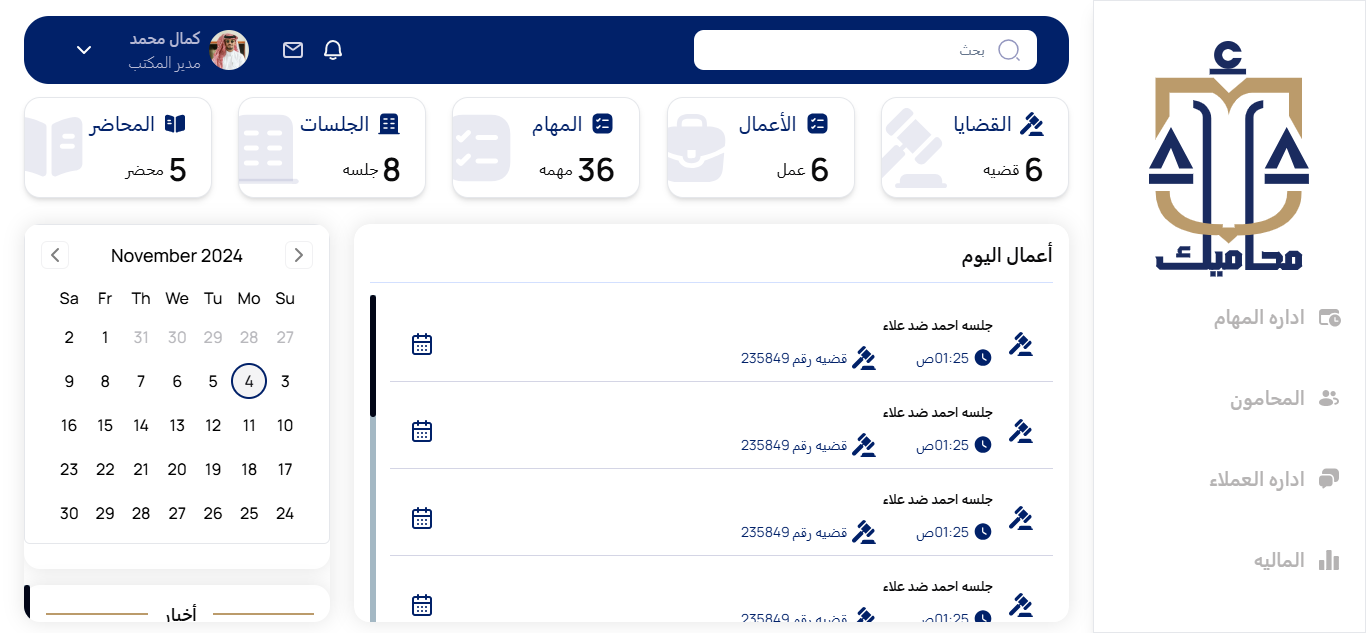 محاميك
اداره المهام
المحامون
اداره العملاء
الماليه
بحث
كمال محمد
مدير المكتب
القضايا
6 قضيه
الأعمال
6 عمل
المهام
36 مهمه
الجلسات
8 جلسه
المحاضر
5 محضر
أعمال اليوم
جلسه احمد ضد علاء
01:25ص
قضيه رقم 235849
جلسه احمد ضد علاء
01:25ص
قضيه رقم 235849
جلسه احمد ضد علاء
01:25ص
قضيه رقم 235849
جلسه احمد ضد علاء
01:25ص
قضيه رقم 235849
November 2024
Su Mo Tu We Th Fr Sa
27 28 29 30 31 1 2
3 4 5 6 7 8 9
10 11 12 13 14 15 16
17 18 19 20 21 22 23
24 25 26 27 28 29 30
أخبار